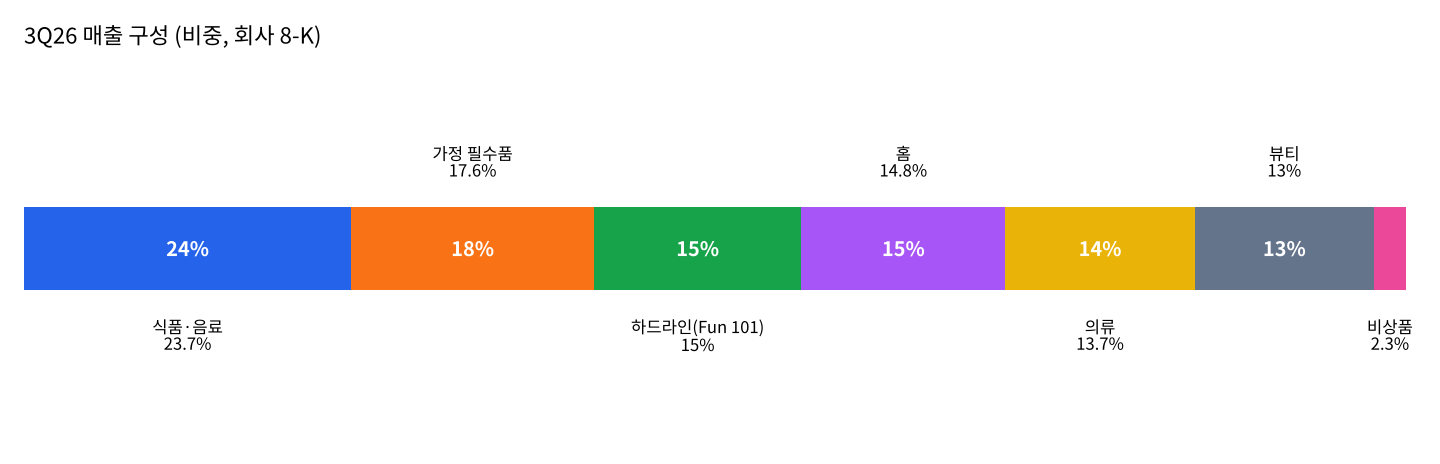 3Q26 매출 구성 (비중, 회사 8-K)
가정 필수품
17.6%
홈
14.8%
뷰티
13%
24%
18%
15%
15%
14%
13%
식품·음료
23.7%
하드라인(Fun 101)
15%
의류
13.7%
비상품
2.3%